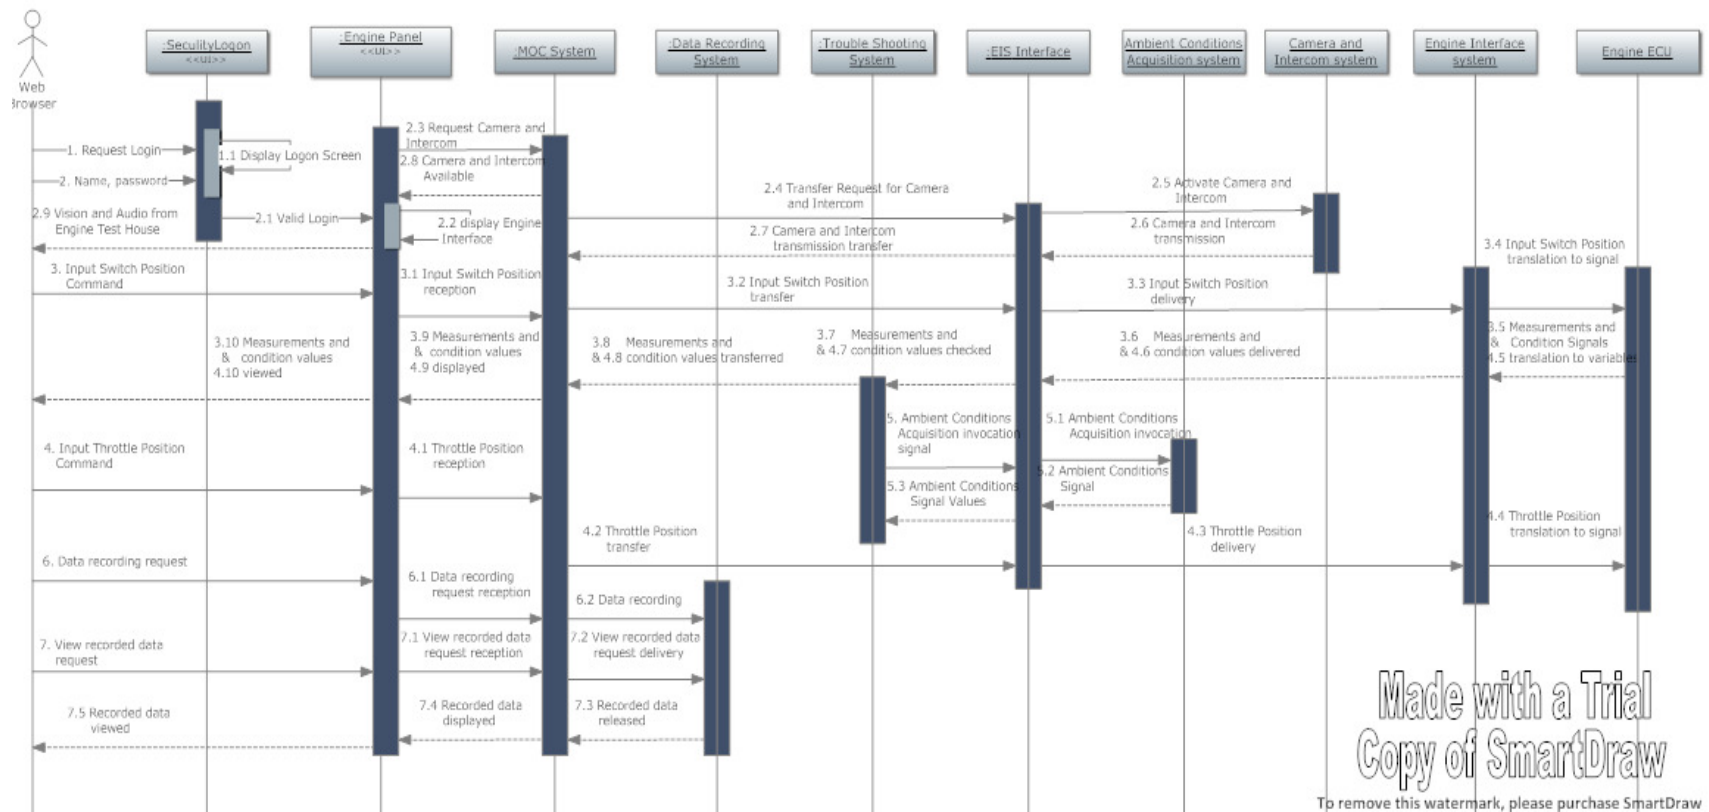 Web
Browser
:SeculityLogon
<<UI>>
:Engine Panel
<<UI>>
:MOC System
:Data Recording
System
:Trouble Shooting
System
:EIS Interface
Ambient Conditions
Acquisition system
Camera and
Intercom system
Engine Interface
system
Engine ECU
1. Request Login
1.1 Display Logon Screen
2. Name, password
2.9 Vision and Audio from
Engine Test House
2.1 Valid Login
2.3 Request Camera and
Intercom
2.8 Camera and Intercom
Available
2.2 display Engine
Interface
2.4 Transfer Request for Camera
and Intercom
2.5 Activate Camera and
Intercom
2.7 Camera and Intercom
transmission transfer
2.6 Camera and Intercom
transmission
3. Input Switch Position
Command
3.1 Input Switch Position
reception
3.2 Input Switch Position
transfer
3.3 Input Switch Position
delivery
3.4 Input Switch Position
translation to signal
3.10 Measurements and
& condition values
4.10 viewed
3.9 Measurements and
& condition values
4.9 displayed
3.8 Measurements and
& 4.8 condition values transferred
3.7 Measurements and
& 4.7 condition values checked
3.6 Measurements and
& 4.6 condition values delivered
3.5 Measurements and
& Condition Signals
4.5 translation to variables
4. Input Throttle Position
Command
4.1 Throttle Position
reception
5. Ambient Conditions
Acquisition invocation
signal
5.1 Ambient Conditions
Acquisition invocation
5.3 Ambient Conditions
Signal Values
5.2 Ambient Conditions
Signal
4.2 Throttle Position
transfer
4.3 Throttle Position
delivery
4.4 Throttle Position
translation to signal
6. Data recording request
6.1 Data recording
request reception
6.2 Data recording
7. View recorded data
request
7.1 View recorded data
request reception
7.2 View recorded data
request delivery
7.5 Recorded data
viewed
7.4 Recorded data
displayed
7.3 Recorded data
released
Made with a Trial
Copy of SmartDraw
To remove this watermark, please purchase SmartDraw